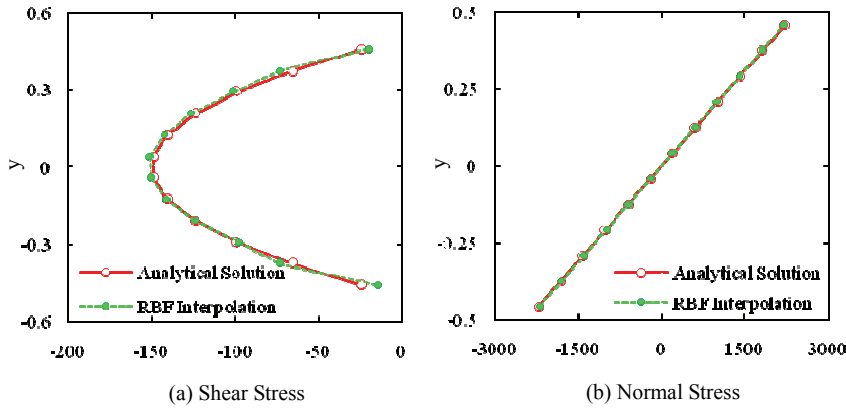 0.6
0.3
0
-0.3
-0.6
y
Analytical Solution
RBF Interpolation
-200
-150
-100
-50
0
(a) Shear Stress
0.5
0.25
0
-0.25
-0.5
y
Analytical Solution
RBF Interpolation
-3000
-1500
0
1500
3000
(b) Normal Stress